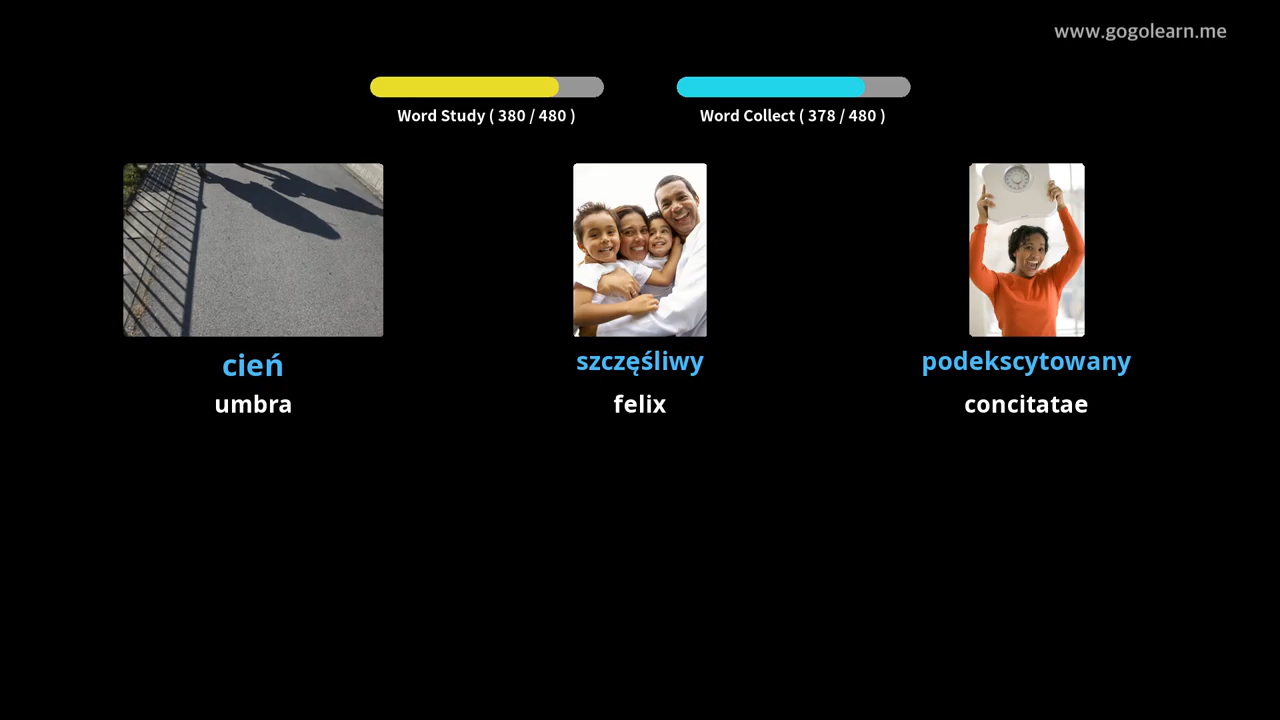 www.gogolearn.me
Word Study ( 380 / 480 )
Word Collect ( 378 / 480 )
cień
szczęśliwy
podekscytowany
umbra
felix
concitatae